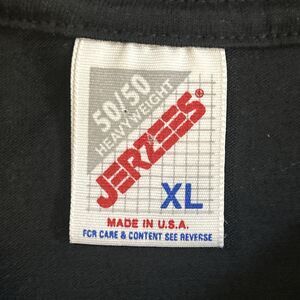 50/50
HEAVYWEIGHT
JERZEES®
XL
MADE IN U.S.A.
FOR CARE & CONTENT SEE REVERSE